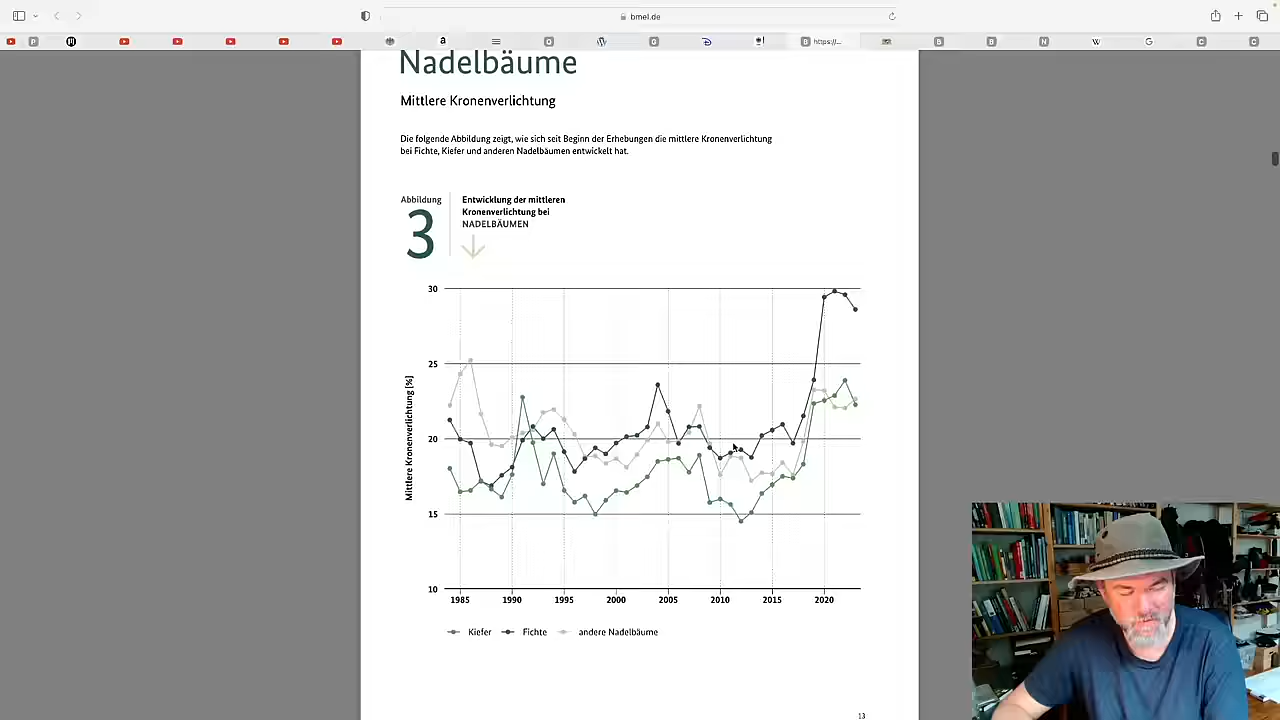 bmel.de
https://...
Nadelbäume
Mittlere Kronenverlichtung
Die folgende Abbildung zeigt, wie sich seit Beginn der Erhebungen die mittlere Kronenverlichtung
bei Fichte, Kiefer und anderen Nadelbäumen entwickelt hat.
Abbildung
3
Entwicklung der mittleren
Kronenverlichtung bei
NADELBÄUMEN
Mittlere Kronenverlichtung [%]
30
25
20
15
10
1985 1990 1995 2000 2005 2010 2015 2020
Kiefer Fichte andere Nadelbäume
13